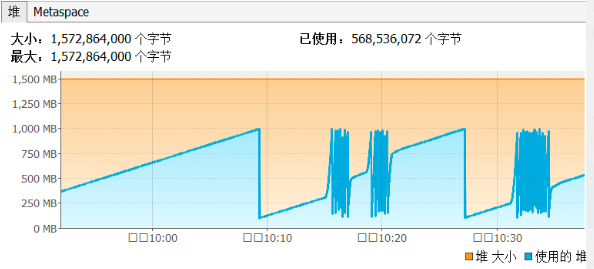 堆 Metaspace
大小: 1,572,864,000 个字节 已使用: 568,536,072 个字节
最大: 1,572,864,000 个字节
1,500 MB
1,250 MB
1,000 MB
750 MB
500 MB
250 MB
0 MB
□□10:00 □□10:10 □□10:20 □□10:30
堆 大小 使用的 堆